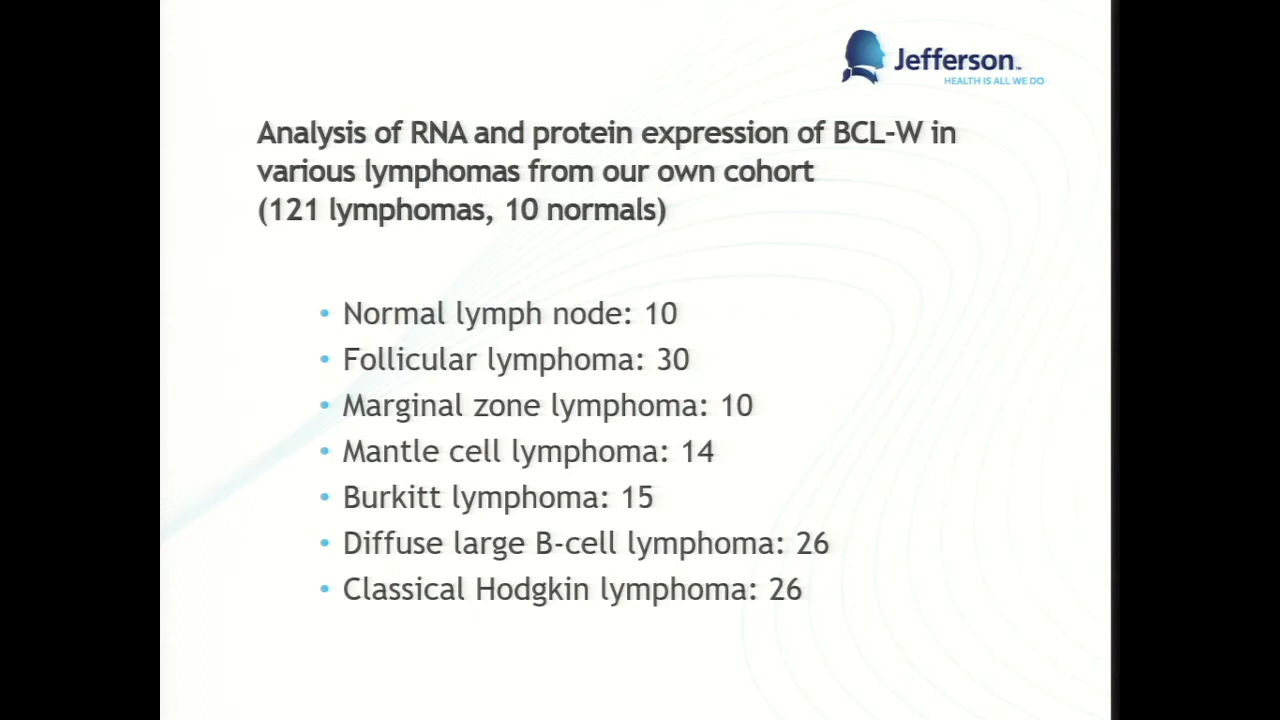 Jefferson™
HEALTH IS ALL WE DO
Analysis of RNA and protein expression of BCL-W in
various lymphomas from our own cohort
(121 lymphomas, 10 normals)
• Normal lymph node: 10
• Follicular lymphoma: 30
• Marginal zone lymphoma: 10
• Mantle cell lymphoma: 14
• Burkitt lymphoma: 15
• Diffuse large B-cell lymphoma: 26
• Classical Hodgkin lymphoma: 26